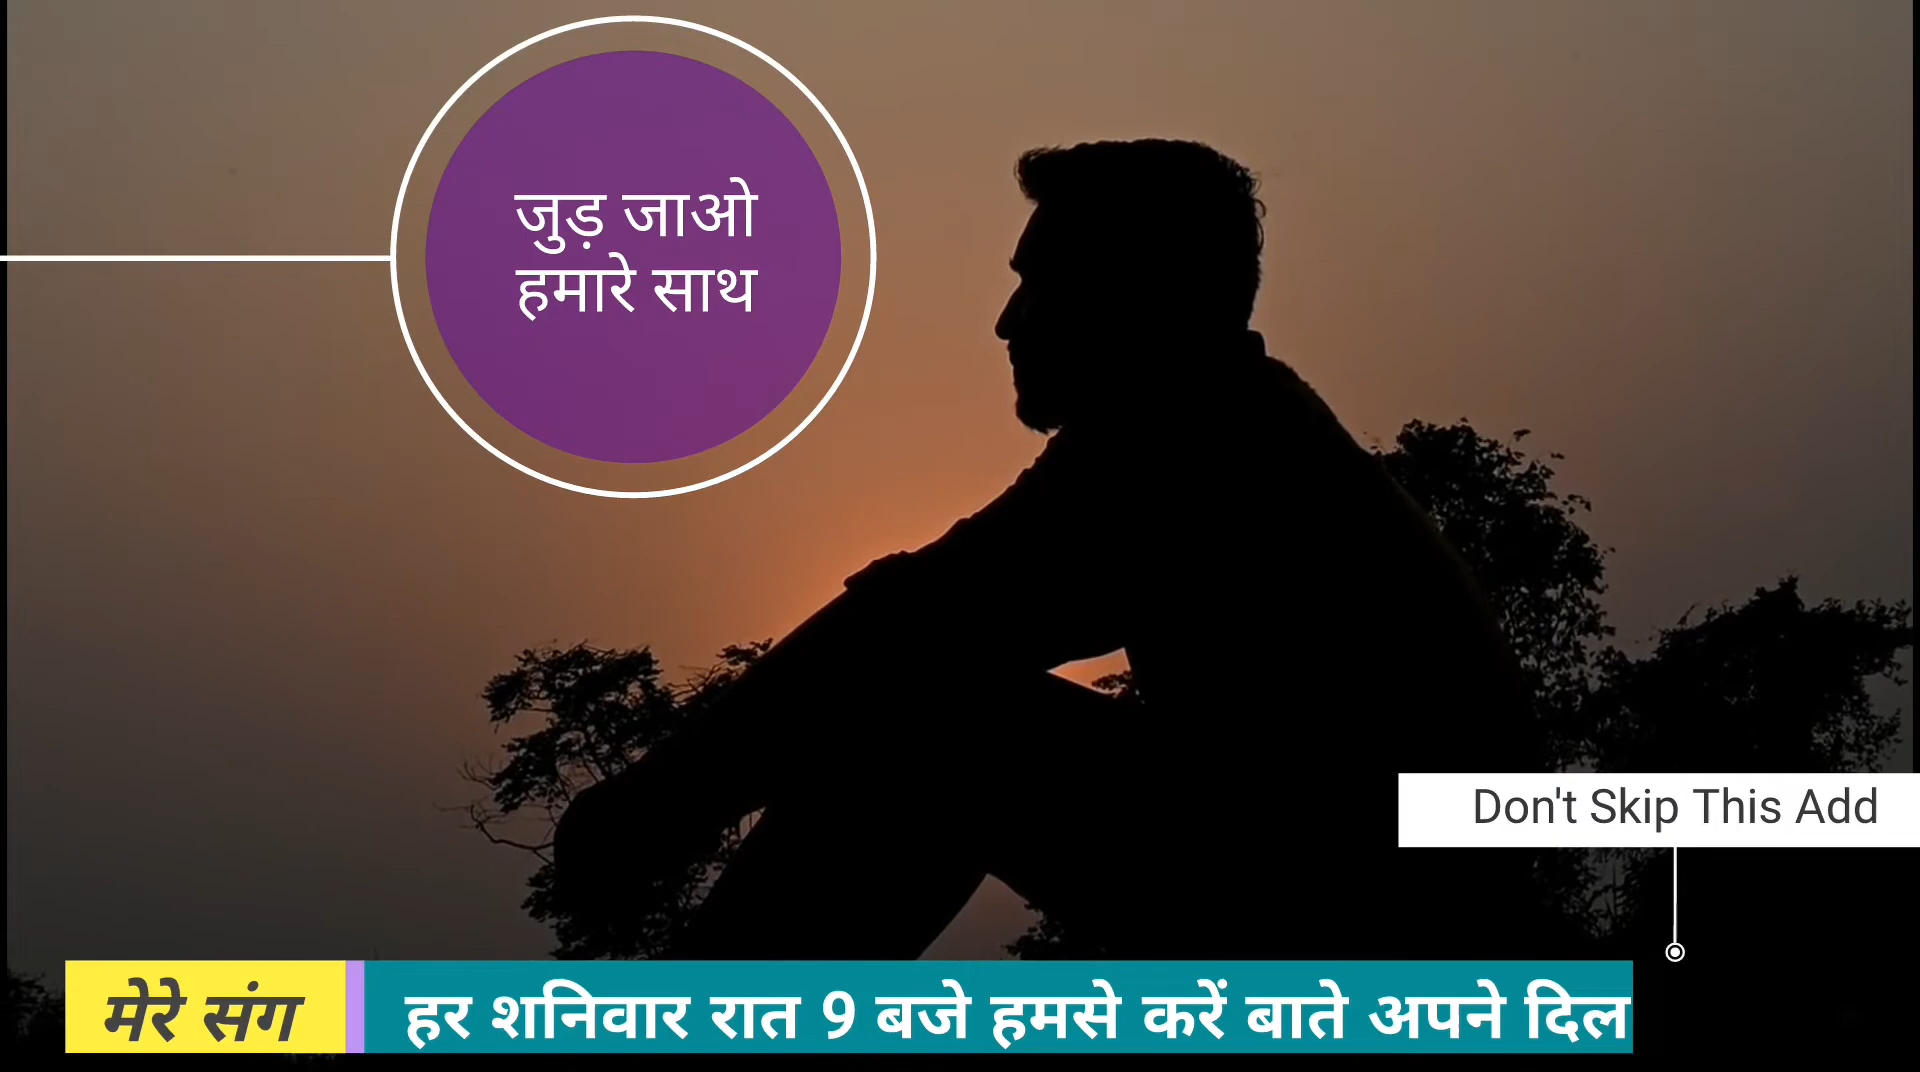 जुड़ जाओ
हमारे साथ
Don't Skip This Add
मेरे संग
हर शनिवार रात 9 बजे हमसे करें बाते अपने दिल